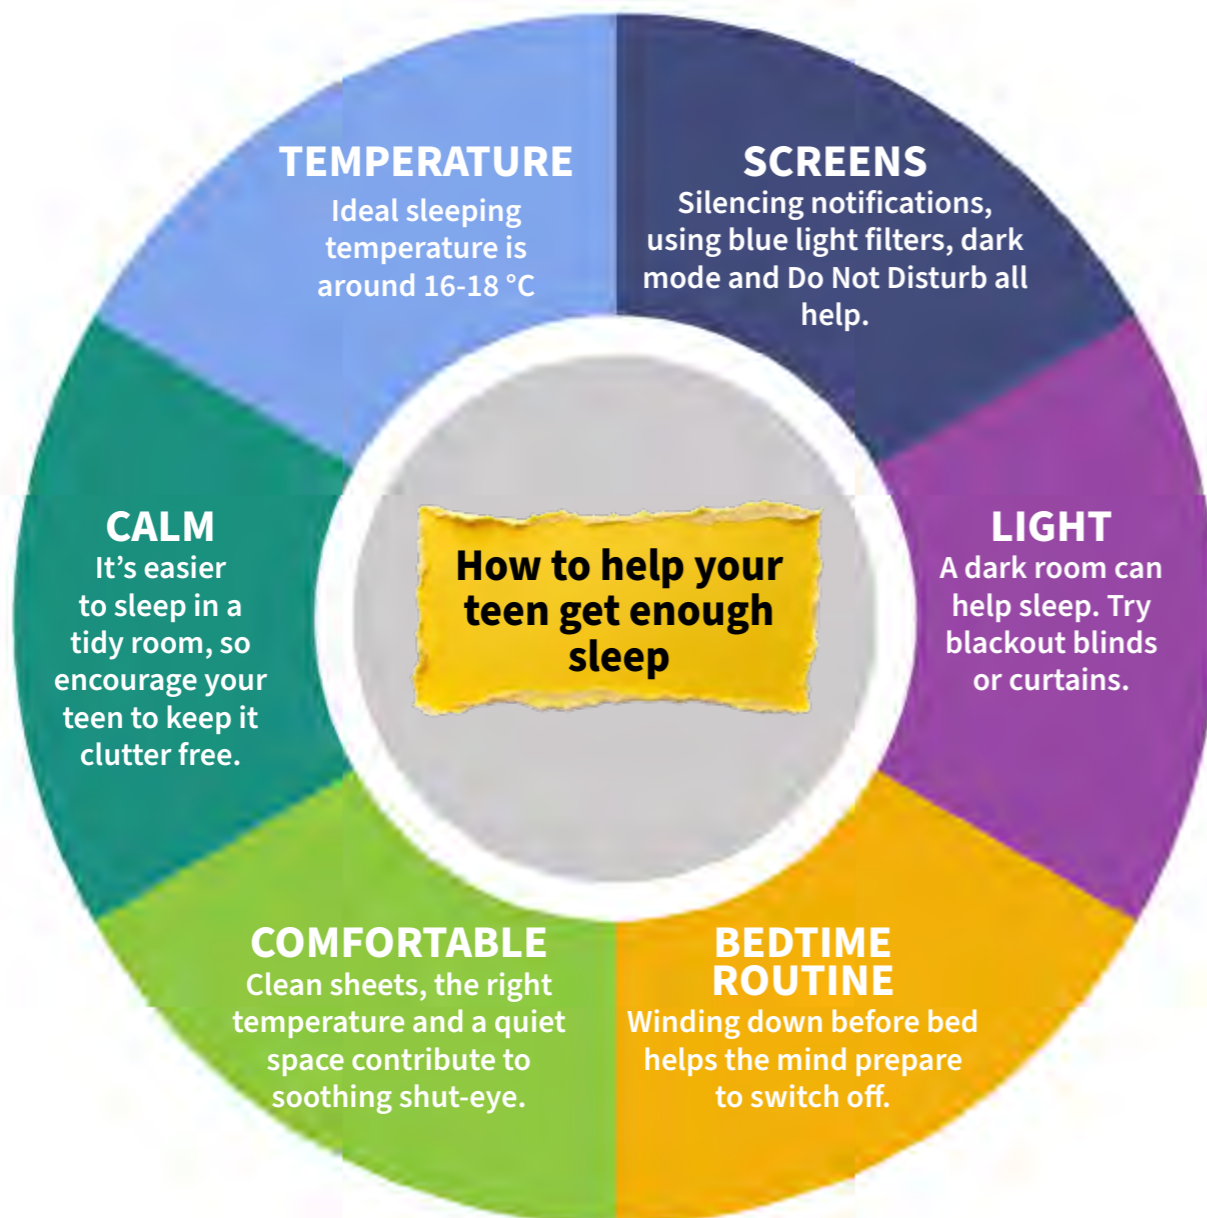 TEMPERATURE
Ideal sleeping
temperature is
around 16-18 °C
SCREENS
Silencing notifications,
using blue light filters, dark
mode and Do Not Disturb all
help.
CALM
It’s easier
to sleep in a
tidy room, so
encourage your
teen to keep it
clutter free.
How to help your
teen get enough
sleep
LIGHT
A dark room can
help sleep. Try
blackout blinds
or curtains.
COMFORTABLE
Clean sheets, the right
temperature and a quiet
space contribute to
soothing shut-eye.
BEDTIME
ROUTINE
Winding down before bed
helps the mind prepare
to switch off.